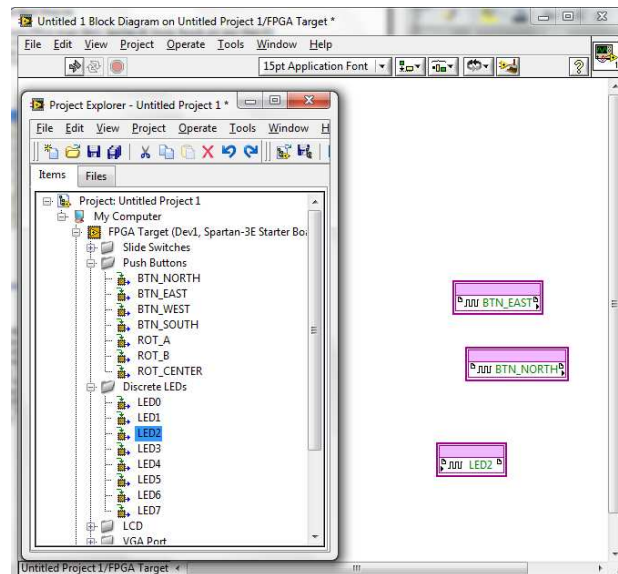 Untitled 1 Block Diagram on Untitled Project 1/FPGA Target *
File Edit View Project Operate Tools Window Help
15pt Application Font
?
1
Project Explorer - Untitled Project 1 *
File Edit View Project Operate Tools Window H
Items Files
Project: Untitled Project 1
My Computer
FPGA Target (Dev1, Spartan-3E Starter Boa
Slide Switches
Push Buttons
BTN_NORTH
BTN_EAST
BTN_WEST
BTN_SOUTH
ROT_A
ROT_B
ROT_CENTER
Discrete LEDs
LED0
LED1
LED2
LED3
LED4
LED5
LED6
LED7
LCD
VGA Port
BTN_EAST
BTN_NORTH
LED2
Untitled Project 1/FPGA Target